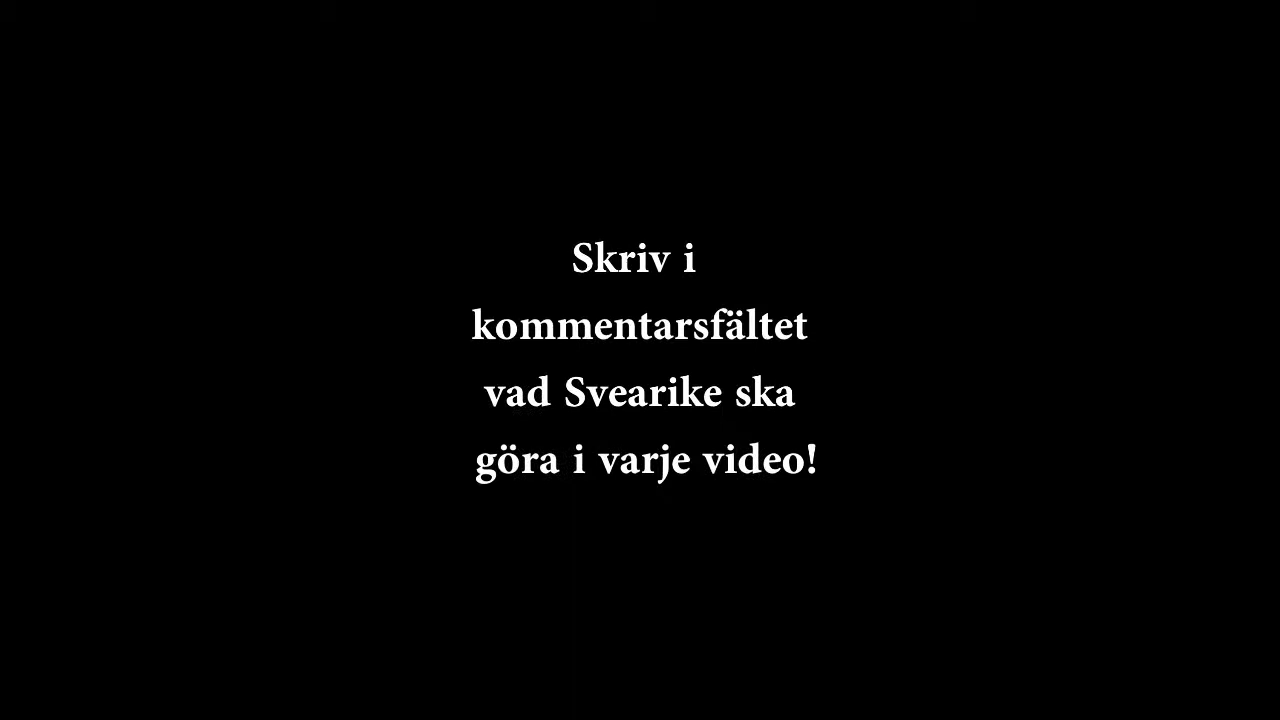 Skriv i
kommentarsfältet
vad Svearike ska
göra i varje video!